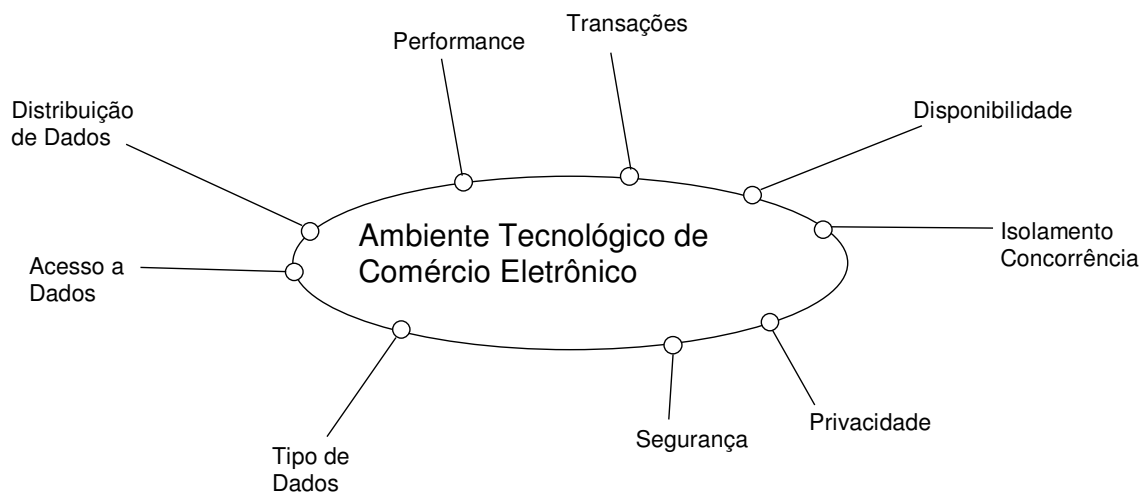 Transações
Performance
Distribuição
de Dados
Disponibilidade
Ambiente Tecnológico de
Comércio Eletrônico
Isolamento
Concorrência
Acesso a
Dados
Privacidade
Segurança
Tipo de
Dados